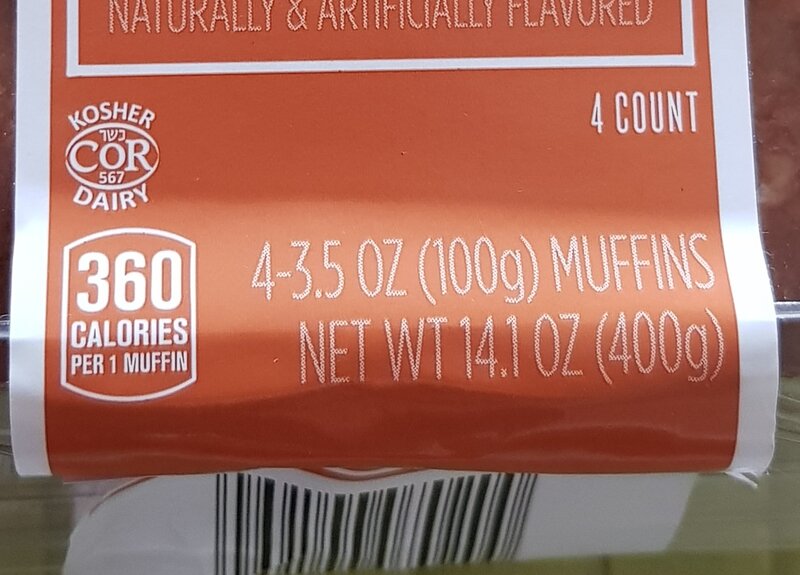 NATURALLY & ARTIFICIALLY FLAVORED
4 COUNT
KOSHER
כשר
COR
567
DAIRY
360
CALORIES
PER 1 MUFFIN
4-3.5 OZ (100g) MUFFINS
NET WT 14.1 OZ (400g)